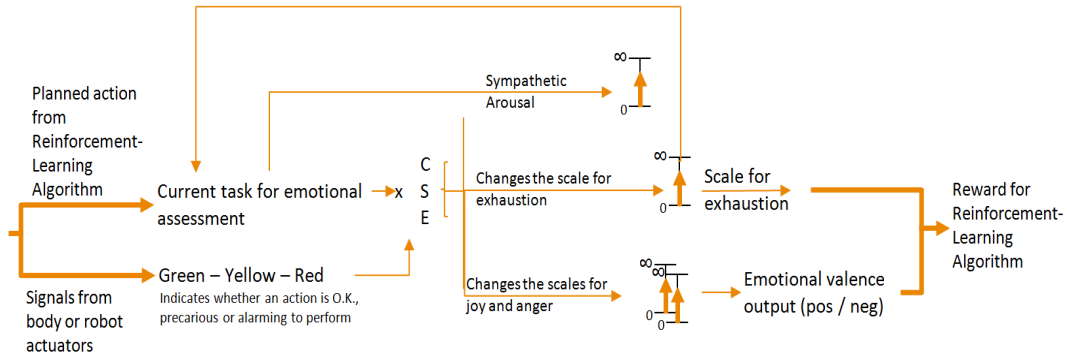 Planned action
from
Reinforcement-
Learning
Algorithm
Signals from
body or robot
actuators
Current task for emotional
assessment
x
Green – Yellow – Red
Indicates whether an action is O.K.,
precarious or alarming to perform
C
S
E
Sympathetic
Arousal
∞
0
Changes the scale for
exhaustion
∞
0
Scale for
exhaustion
Changes the scales for
joy and anger
∞
∞
0
0
Emotional valence
output (pos / neg)
Reward for
Reinforcement-
Learning
Algorithm